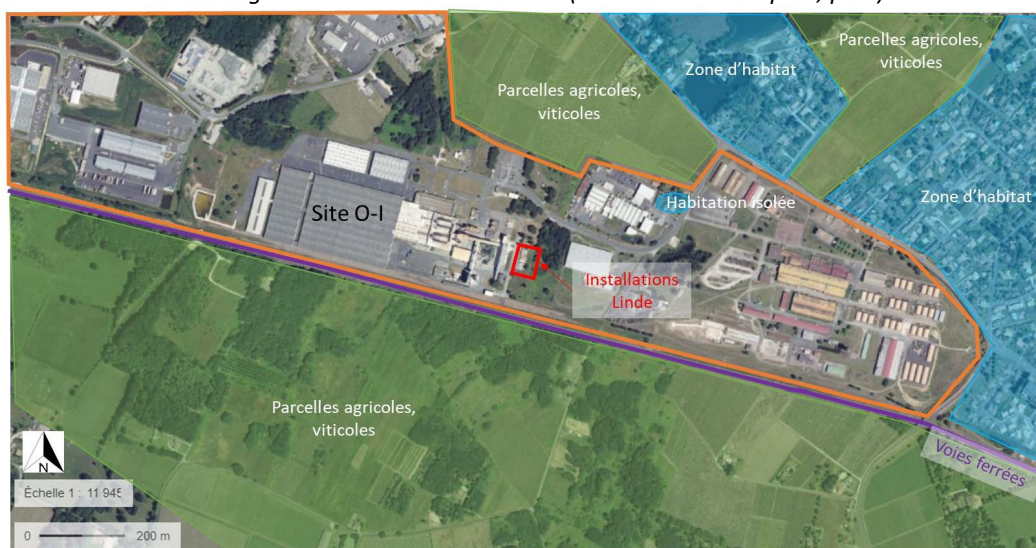 Parcelles agricoles,
viticoles
Zone d'habitat
Parcelles agricoles,
viticoles
Zone d'habitat
Habitation isolée
Site O-I
Installations
Linde
Parcelles agricoles,
viticoles
Voies ferrées
N
Échelle 1 : 11 945
0 200 m